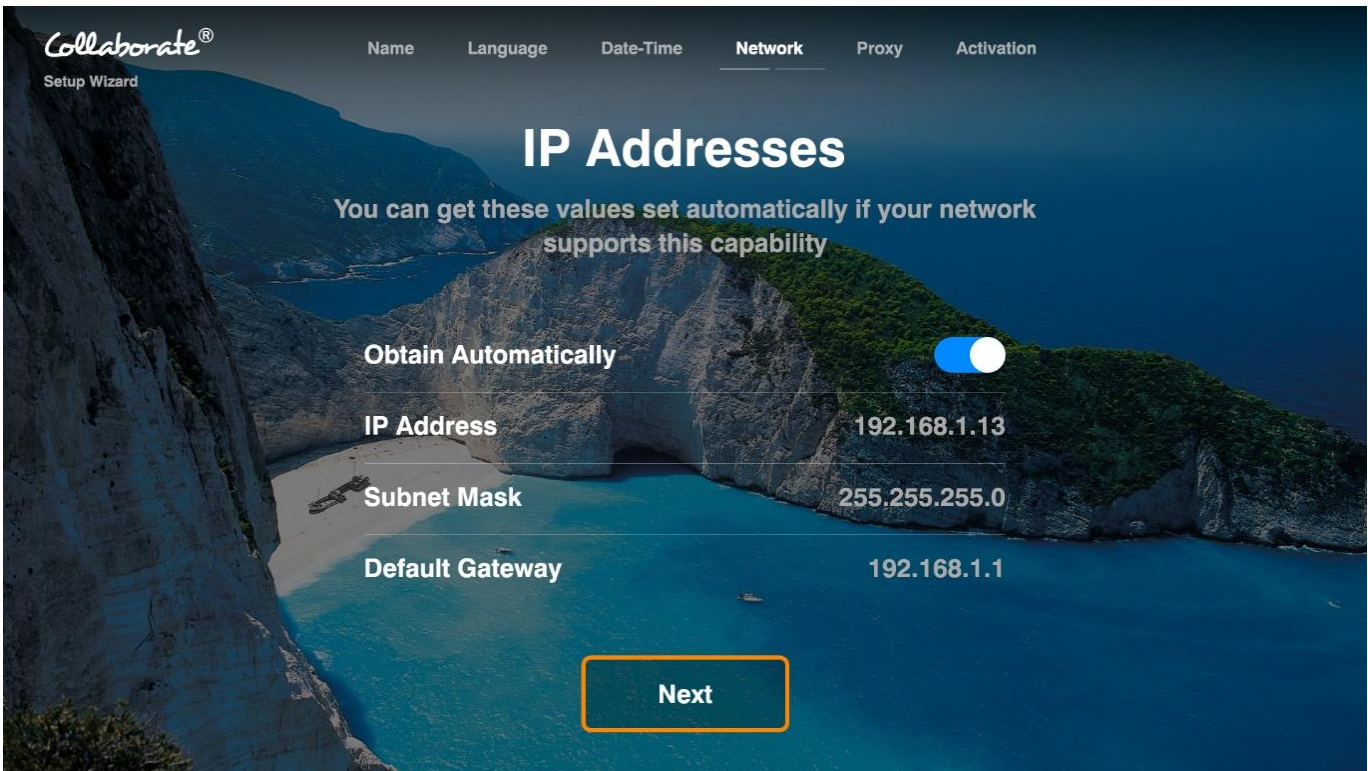 Collaborate®
Setup Wizard
Name Language Date-Time Network Proxy Activation
IP Addresses
You can get these values set automatically if your network
supports this capability
Obtain Automatically
IP Address 192.168.1.13
Subnet Mask 255.255.255.0
Default Gateway 192.168.1.1
Next